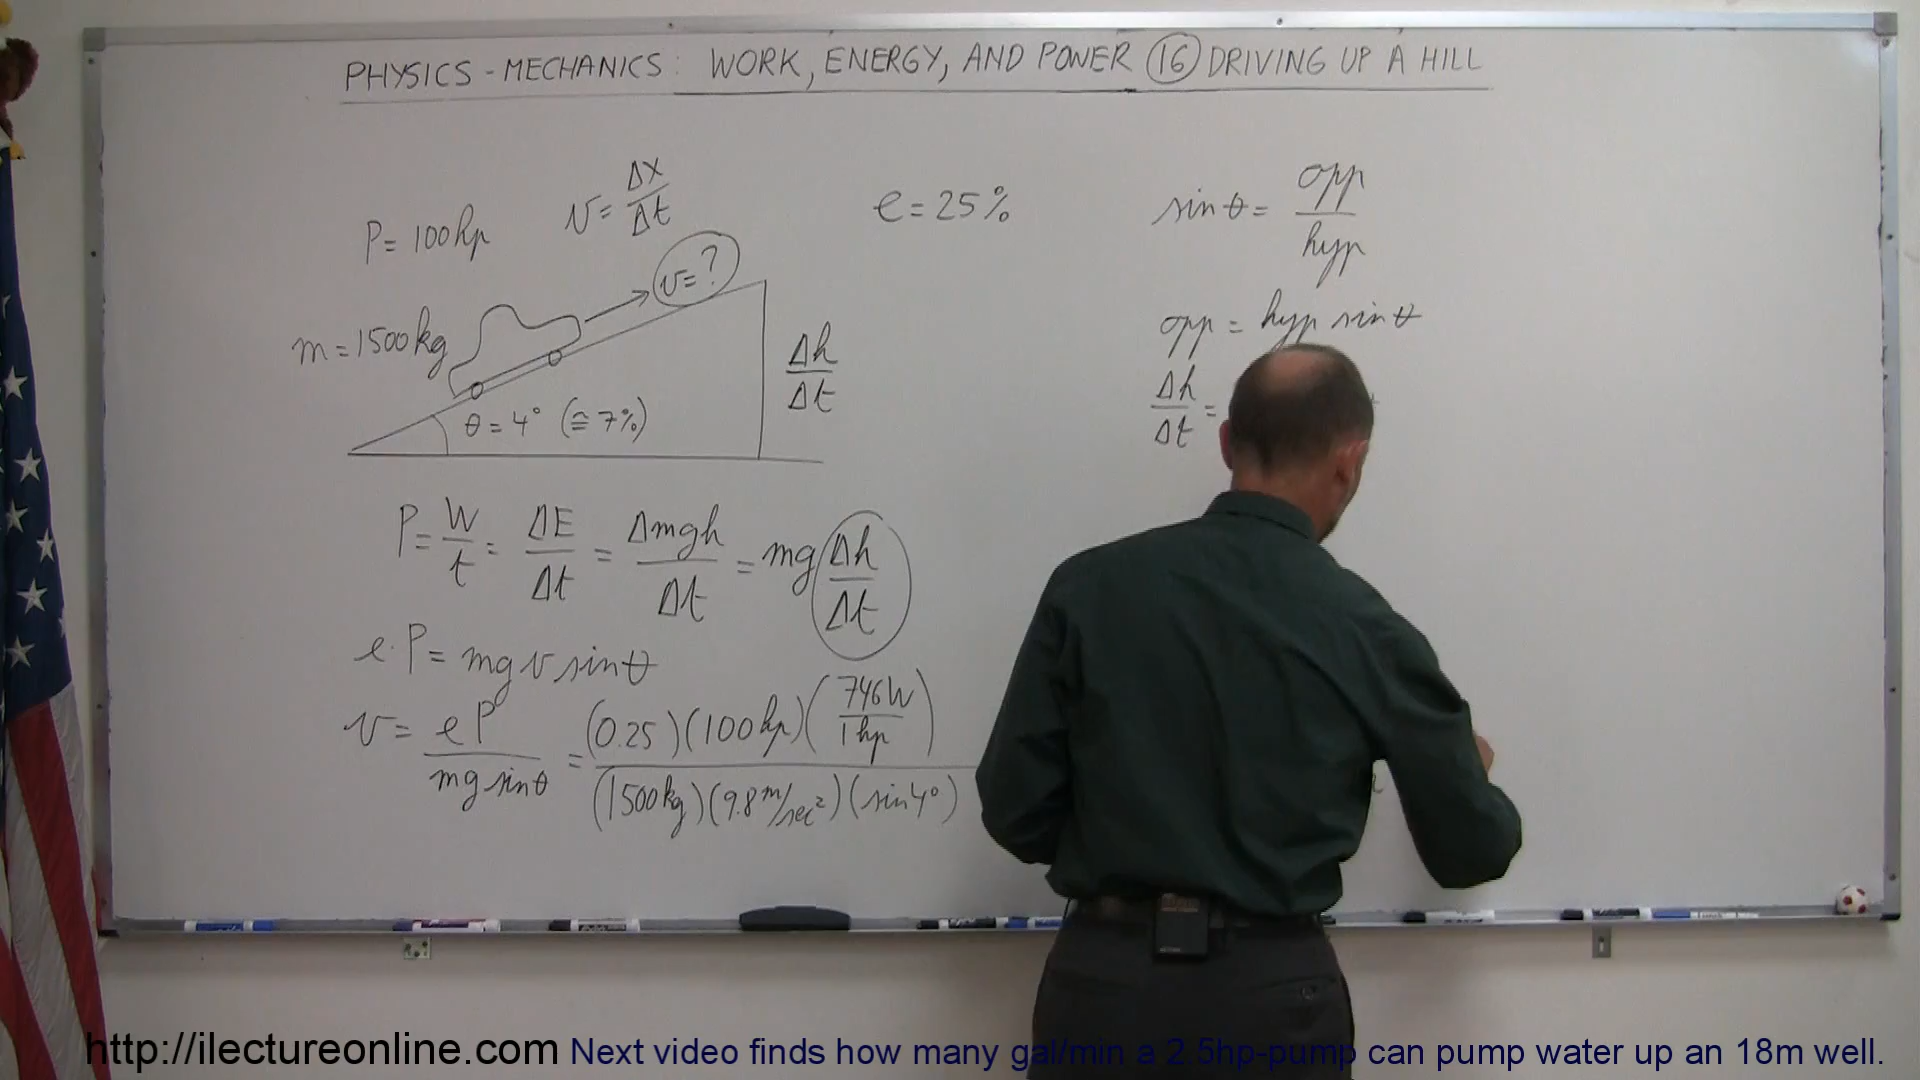 PHYSICS - MECHANICS: WORK, ENERGY, AND POWER (16) DRIVING UP A HILL
P = 100hp
v = Δx/Δt
e = 25%
sin θ = opp/hyp
v = ?
m = 1500kg
θ = 4° (≅ 7%)
Δh/Δt
opp = hyp sin θ
Δh/Δt =
P = W/t = ΔE/Δt = Δmgh/Δt = mg Δh/Δt
e·P = mg v sin θ
v = eP/mg sin θ = (0.25)(100hp)(746W/1hp)/(1500kg)(9.8 m/sec²)(sin 4°)
http://ilectureonline.com Next video finds how many gal/min a 2.5hp-pump can pump water up an 18m well.